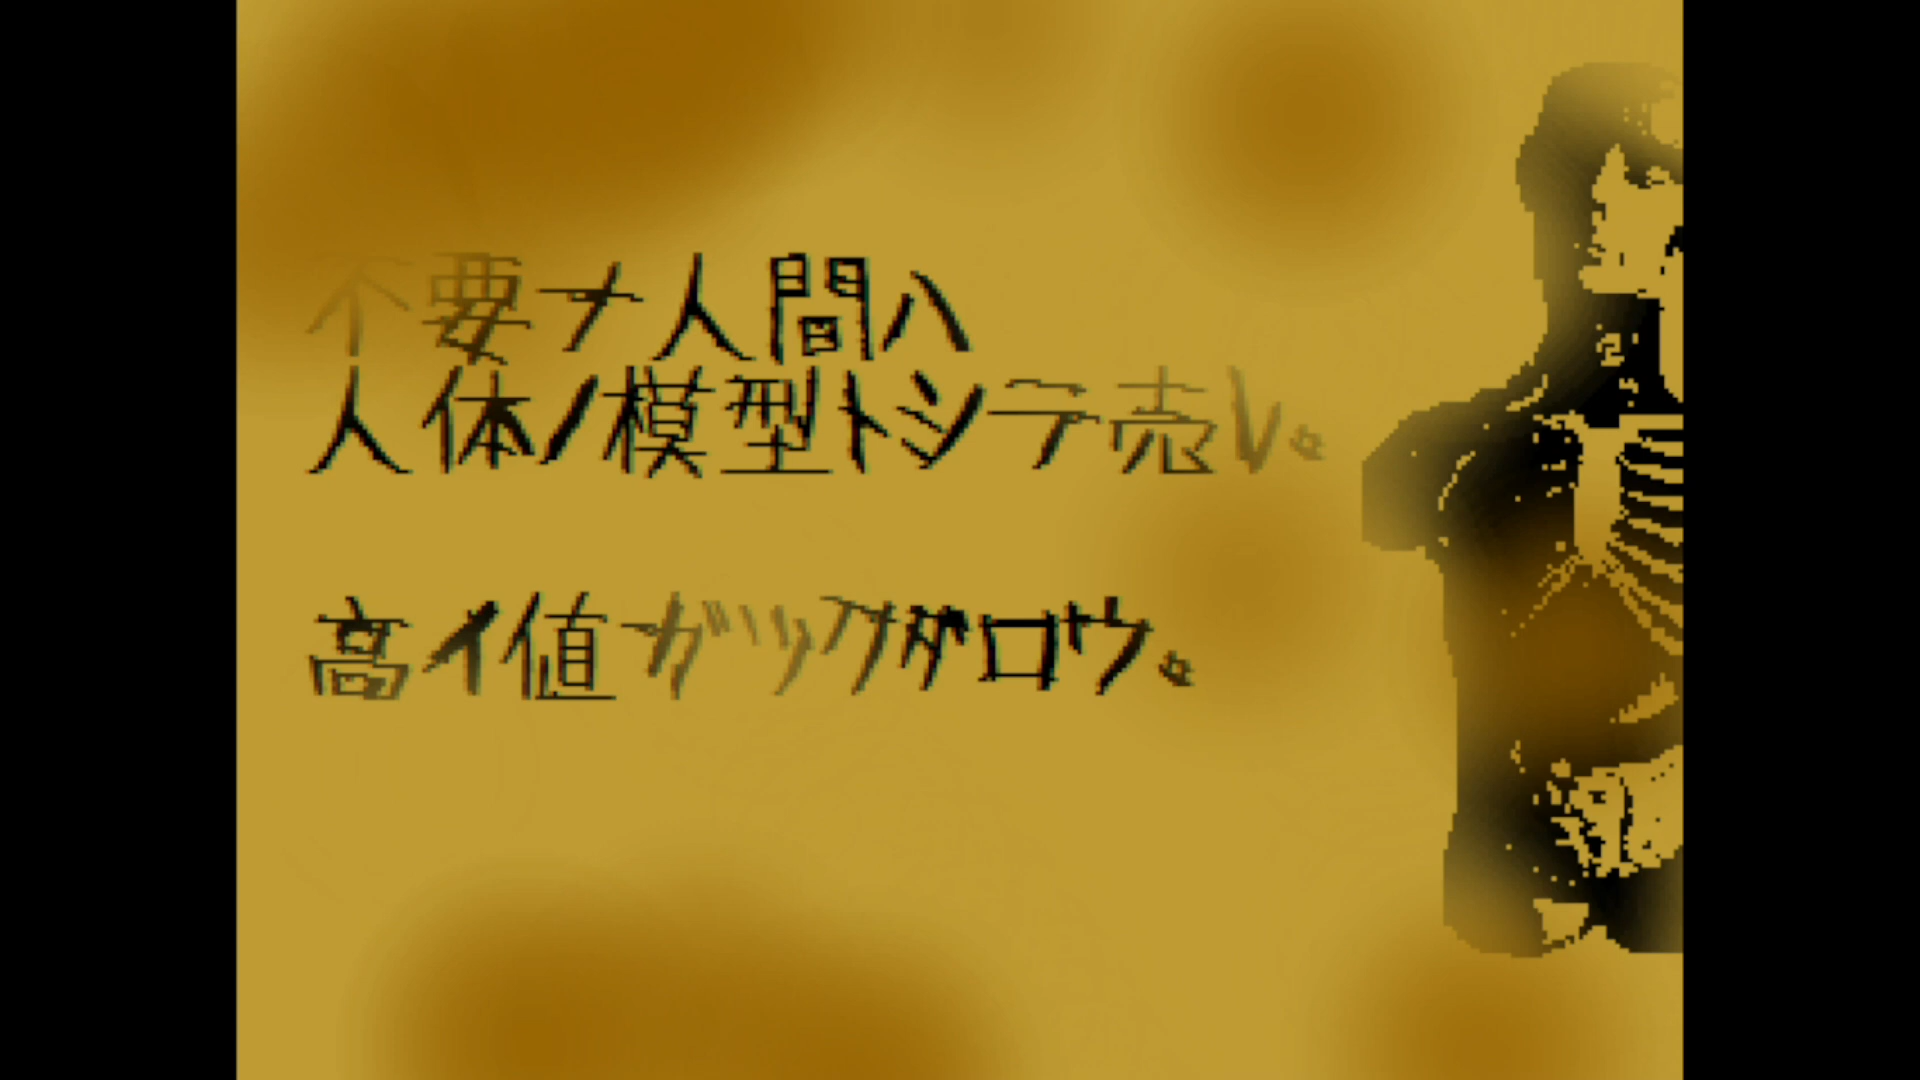 不要ナ人間ハ
人体ノ模型トシテ売レ。
高イ値ガツクダロウ。